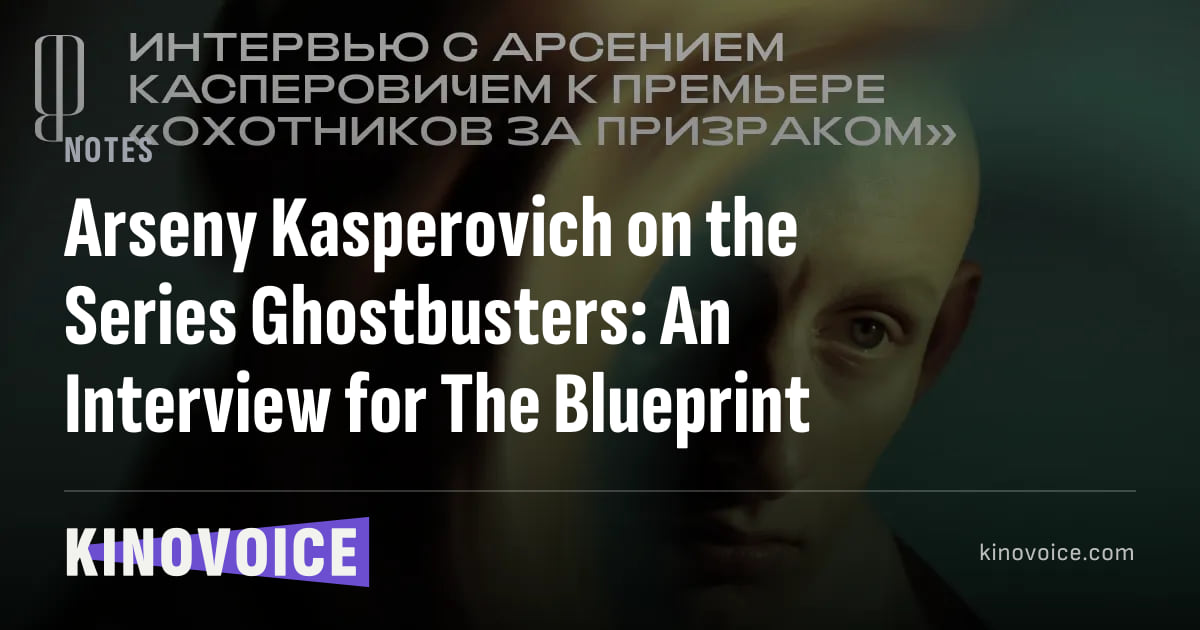 ИНТЕРВЬЮ С АРСЕНИЕМ
КАСПЕРОВИЧЕМ К ПРЕМЬЕРЕ
«ОХОТНИКОВ ЗА ПРИЗРАКОМ»
NOTES
Arseny Kasperovich on the
Series Ghostbusters: An
Interview for The Blueprint
KINOVOICE
kinovoice.com